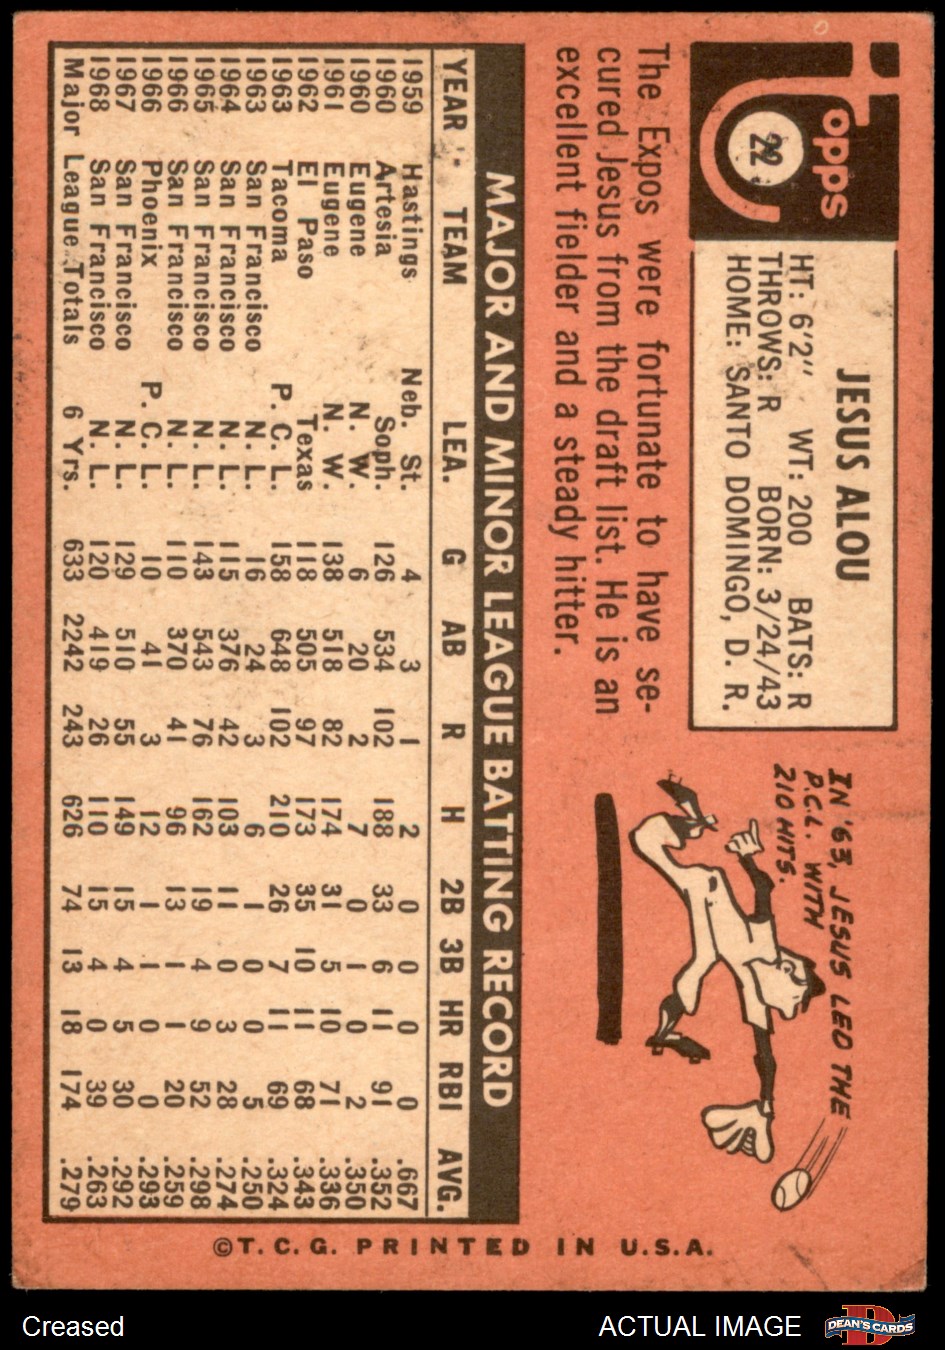 Topps
22
JESUS ALOU
HT: 6'2" WT: 200 BATS: R
THROWS: R BORN: 3/24/43
HOME: SANTO DOMINGO, D. R.
The Expos were fortunate to have se-
cured Jesus from the draft list. He is an
excellent fielder and a steady hitter.
IN '63, JESUS LED THE
P.C.L. WITH
210 HITS.
MAJOR AND MINOR LEAGUE BATTING RECORD
YEAR TEAM LEA. G AB R H 2B 3B HR RBI AVG.
1959 Hastings Neb. St. 4 3 1 2 0 0 0 0 .667
1960 Artesia Soph. 126 534 102 188 33 6 11 91 .352
1960 Eugene N. W. 6 20 2 7 0 1 0 2 .350
1961 Eugene N. W. 138 518 82 174 31 5 10 71 .336
1962 El Paso Texas 118 505 97 173 35 10 11 68 .343
1963 Tacoma P. C. L. 158 648 102 210 26 7 11 69 .324
1963 San Francisco N. L. 16 24 3 6 1 0 0 5 .250
1964 San Francisco N. L. 115 376 42 103 11 0 3 28 .274
1965 San Francisco N. L. 143 543 76 162 19 4 9 52 .298
1966 San Francisco N. L. 110 370 41 96 13 1 1 20 .259
1966 Phoenix P. C. L. 10 41 3 12 1 1 0 0 .293
1967 San Francisco N. L. 129 510 55 149 15 4 5 30 .292
1968 San Francisco N. L. 120 419 26 110 15 4 0 39 .263
Major League Totals 6 Yrs. 633 2242 243 626 74 13 18 174 .279
©T.C.G. PRINTED IN U.S.A.
Creased
ACTUAL IMAGE
DEAN'S CARDS